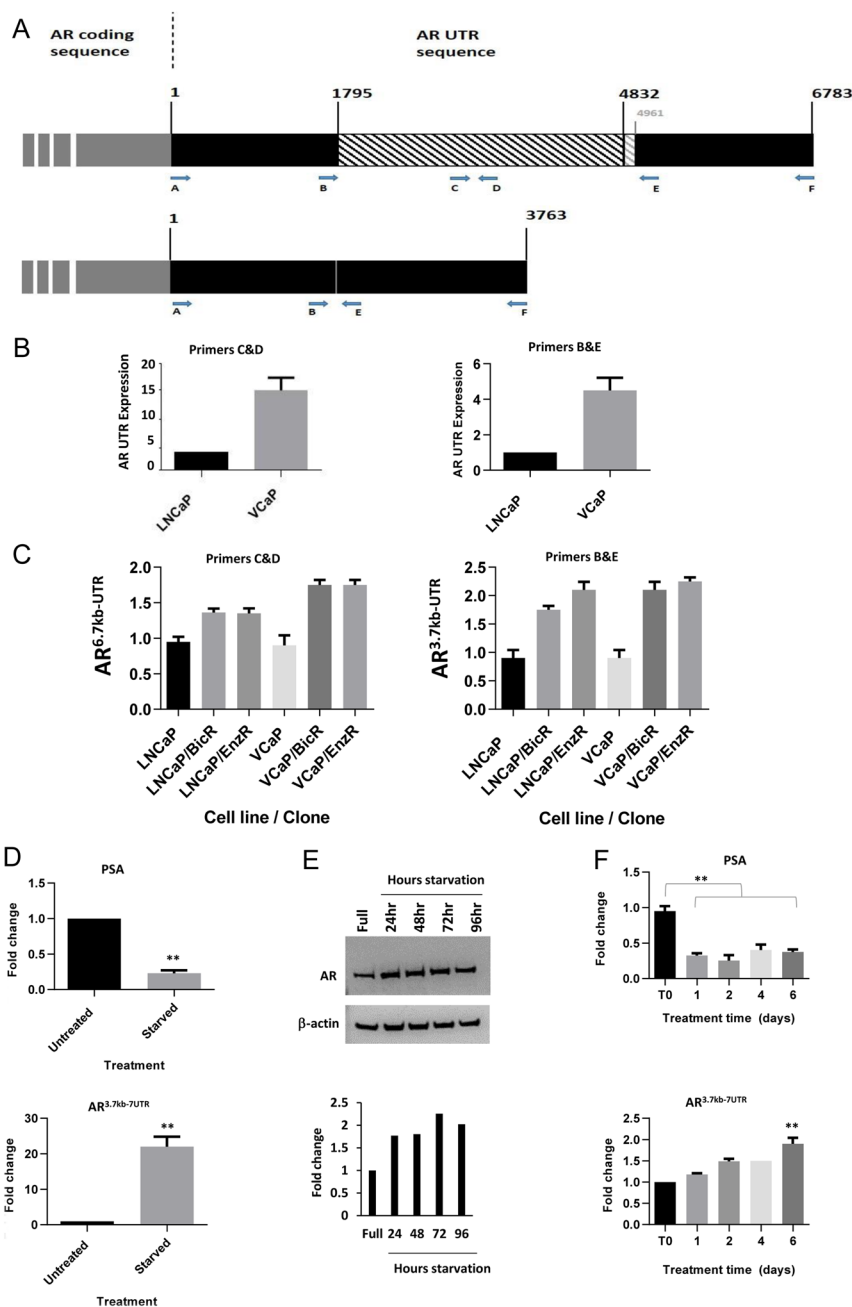 A
AR coding sequence
AR UTR sequence
1 1795 4832 6783
4961
A B C D E F
1 3763
A B E F
B
Primers C&D
AR UTR Expression
20
15
10
5
0
LNCaP VCaP
Primers B&E
AR UTR Expression
6
4
2
0
LNCaP VCaP
C
Primers C&D
AR6.7kb-UTR
2.0
1.5
1.0
0.5
0.0
LNCaP LNCaP/BicR LNCaP/EnzR VCaP VCaP/BicR VCaP/EnzR
Cell line / Clone
Primers B&E
AR3.7kb-UTR
2.5
2.0
1.5
1.0
0.5
0.0
LNCaP LNCaP/BicR LNCaP/EnzR VCaP VCaP/BicR VCaP/EnzR
Cell line / Clone
D
PSA
Fold change
1.5
1.0
0.5
0.0
**
Untreated Starved
Treatment
AR3.7kb-7UTR
Fold change
30
20
10
0
**
Untreated Starved
Treatment
E
Hours starvation
Full 24hr 48hr 72hr 96hr
AR
β-actin
Fold change
2.5
2
1.5
1
0.5
0
Full 24 48 72 96
Hours starvation
F
PSA
**
Fold change
1.5
1.0
0.5
0.0
T0 1 2 4 6
Treatment time (days)
AR3.7kb-7UTR
**
Fold change
2.5
2.0
1.5
1.0
0.5
0.0
T0 1 2 4 6
Treatment time (days)